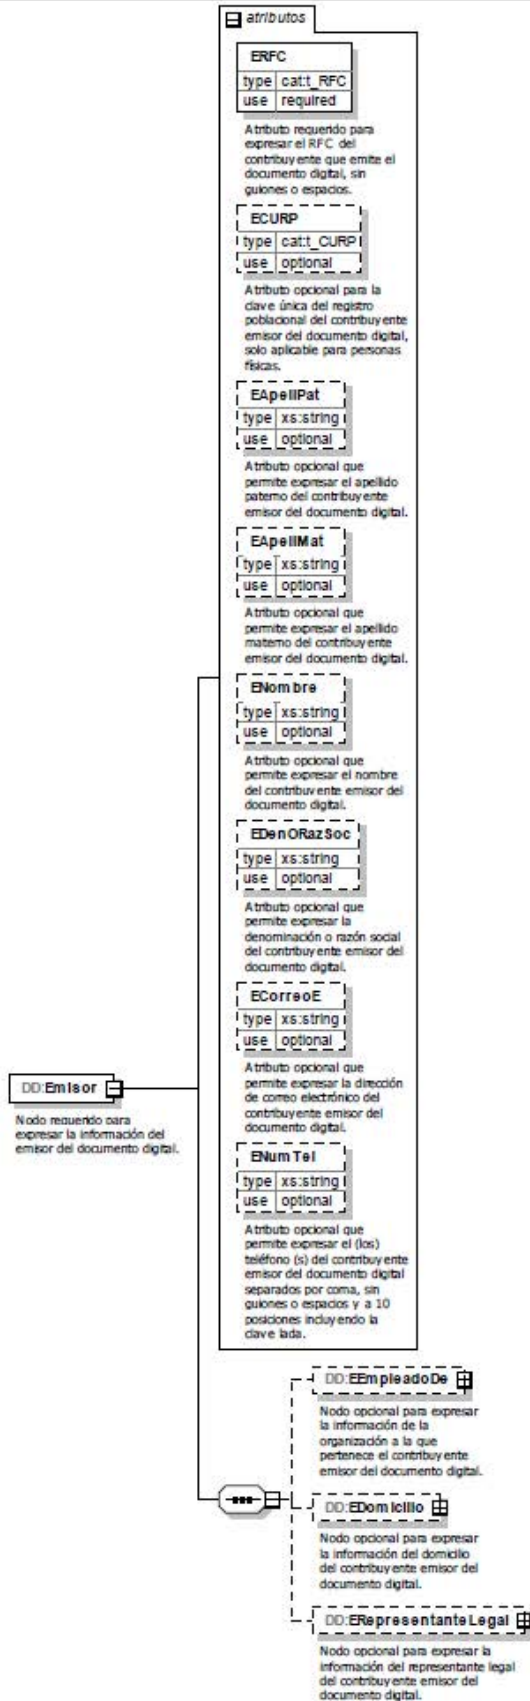 atributos
ERFC
type cat:t_RFC
use required
Atributo requerido para
expresar el RFC del
contribuyente que emite el
documento digital, sin
guiones o espacios.
ECURP
type cat:t_CURP
use optional
Atributo opcional para la
clave única del registro
poblacional del contribuyente
emisor del documento digital,
solo aplicable para personas
físicas.
EApellPat
type xs:string
use optional
Atributo opcional que
permite expresar el apellido
paterno del contribuyente
emisor del documento digital.
EApellMat
type xs:string
use optional
Atributo opcional que
permite expresar el apellido
materno del contribuyente
emisor del documento digital.
ENombre
type xs:string
use optional
Atributo opcional que
permite expresar el nombre
del contribuyente emisor del
documento digital.
EDenORazSoc
type xs:string
use optional
Atributo opcional que
permite expresar la
denominación o razón social
del contribuyente emisor del
documento digital.
ECorreoE
type xs:string
use optional
Atributo opcional que
permite expresar la dirección
de correo electrónico del
contribuyente emisor del
documento digital.
ENumTel
type xs:string
use optional
Atributo opcional que
permite expresar el (los)
teléfono (s) del contribuyente
emisor del documento digital
separados por coma, sin
guiones o espacios y a 10
posiciones incluyendo la
clave lada.
DD:Emisor
Nodo requerido para
expresar la información del
emisor del documento digital.
DD:EEmpleadoDe
Nodo opcional para expresar
la información de la
organización a la que
pertenece el contribuyente
emisor del documento digital.
DD:EDomicilio
Nodo opcional para expresar
la información del domicilio
del contribuyente emisor del
documento digital.
DD:ERepresentanteLegal
Nodo opcional para expresar la
información del representante legal
del contribuyente emisor del
documento digital.